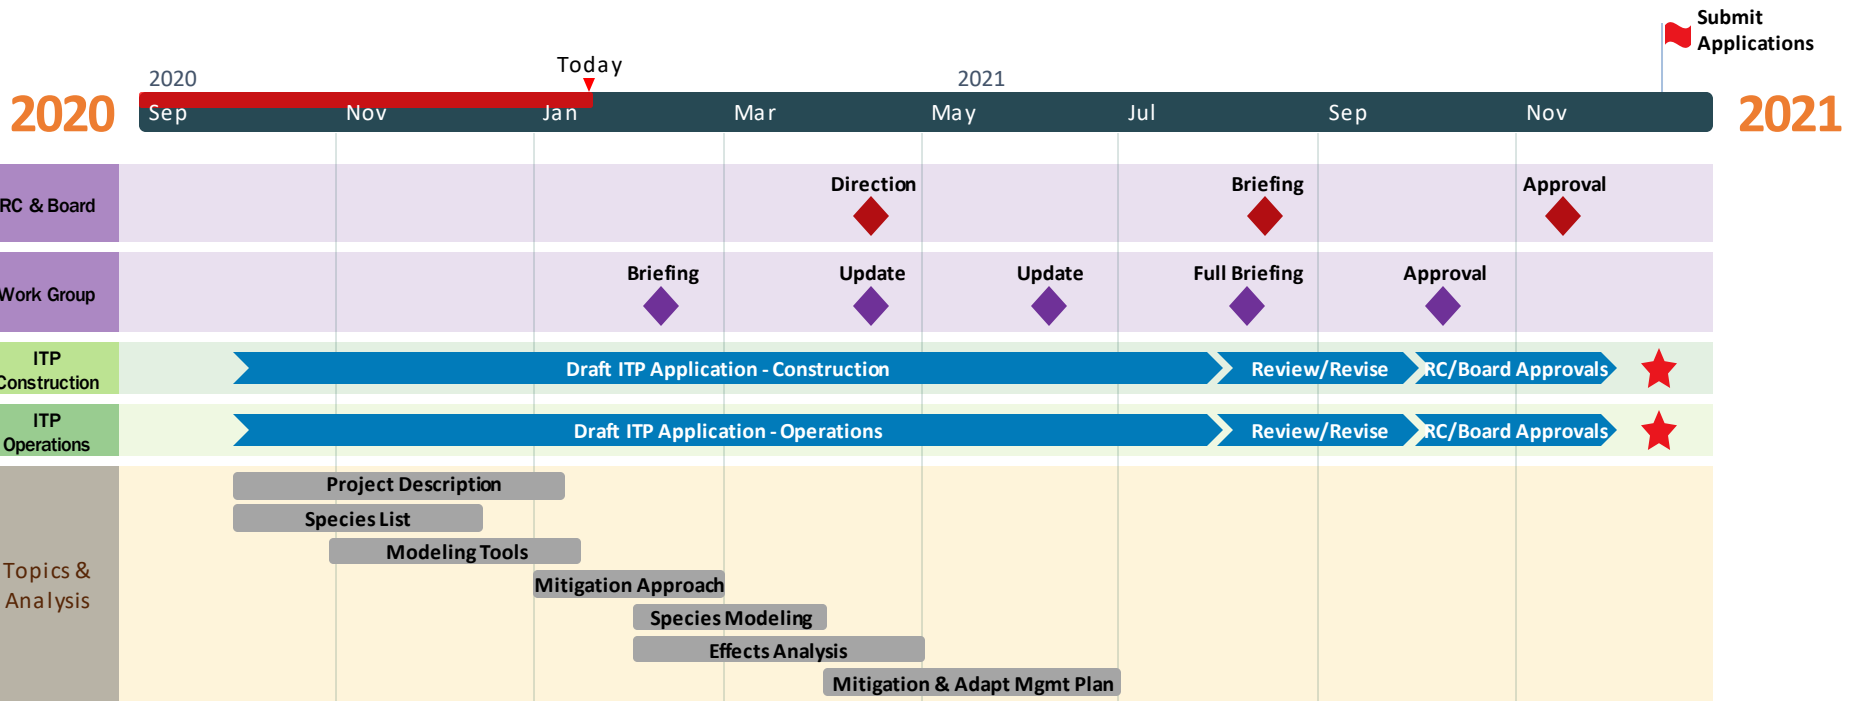 Submit
Applications
Today
2020
2021
2020
Sep
Nov
Jan
Mar
May
Jul
Sep
Nov
2021
RC & Board
Direction
Briefing
Approval
Work Group
Briefing
Update
Update
Full Briefing
Approval
ITP
Construction
Draft ITP Application - Construction
Review/Revise
RC/Board Approvals
ITP
Operations
Draft ITP Application - Operations
Review/Revise
RC/Board Approvals
Topics &
Analysis
Project Description
Species List
Modeling Tools
Mitigation Approach
Species Modeling
Effects Analysis
Mitigation & Adapt Mgmt Plan